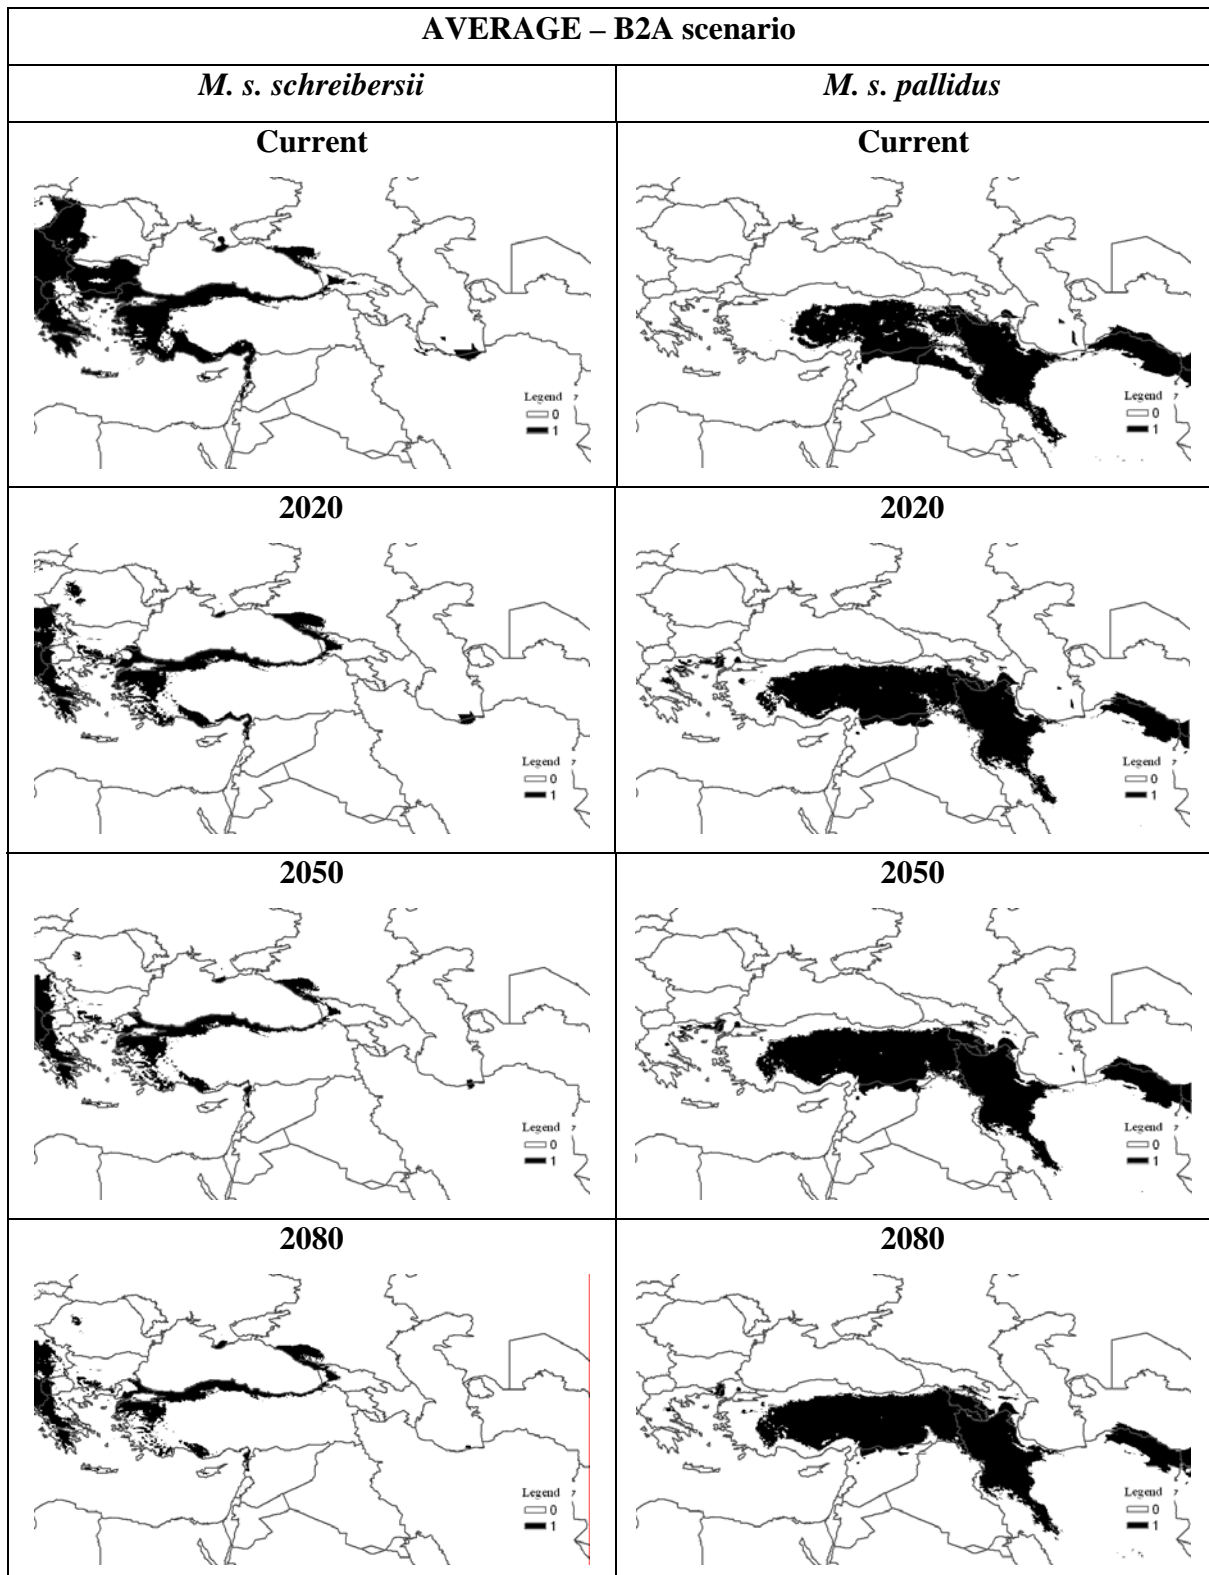 AVERAGE – B2A scenario
M. s. schreibersii
M. s. pallidus
Current
Current
Legend
0
1
Legend
0
1
2020
2020
Legend
0
1
Legend
0
1
2050
2050
Legend
0
1
Legend
0
1
2080
2080
Legend
0
1
Legend
0
1